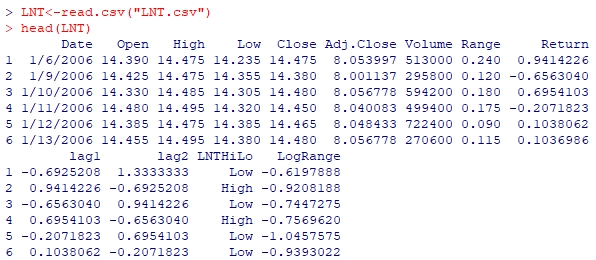 > LNT<-read.csv("LNT.csv")
> head(LNT)
Date Open High Low Close Adj.Close Volume Range Return
1 1/6/2006 14.390 14.475 14.235 14.475 8.053997 513000 0.240 0.9414226
2 1/9/2006 14.425 14.475 14.355 14.380 8.001137 295800 0.120 -0.6563040
3 1/10/2006 14.330 14.485 14.305 14.480 8.056778 594200 0.180 0.6954103
4 1/11/2006 14.480 14.495 14.320 14.450 8.040083 499400 0.175 -0.2071823
5 1/12/2006 14.385 14.475 14.385 14.465 8.048433 722400 0.090 0.1038062
6 1/13/2006 14.455 14.495 14.380 14.480 8.056778 270600 0.115 0.1036986
lag1 lag2 LNTHiLo LogRange
1 -0.6925208 1.3333333 Low -0.6197888
2 0.9414226 -0.6925208 High -0.9208188
3 -0.6563040 0.9414226 Low -0.7447275
4 0.6954103 -0.6563040 High -0.7569620
5 -0.2071823 0.6954103 Low -1.0457575
6 0.1038062 -0.2071823 Low -0.9393022